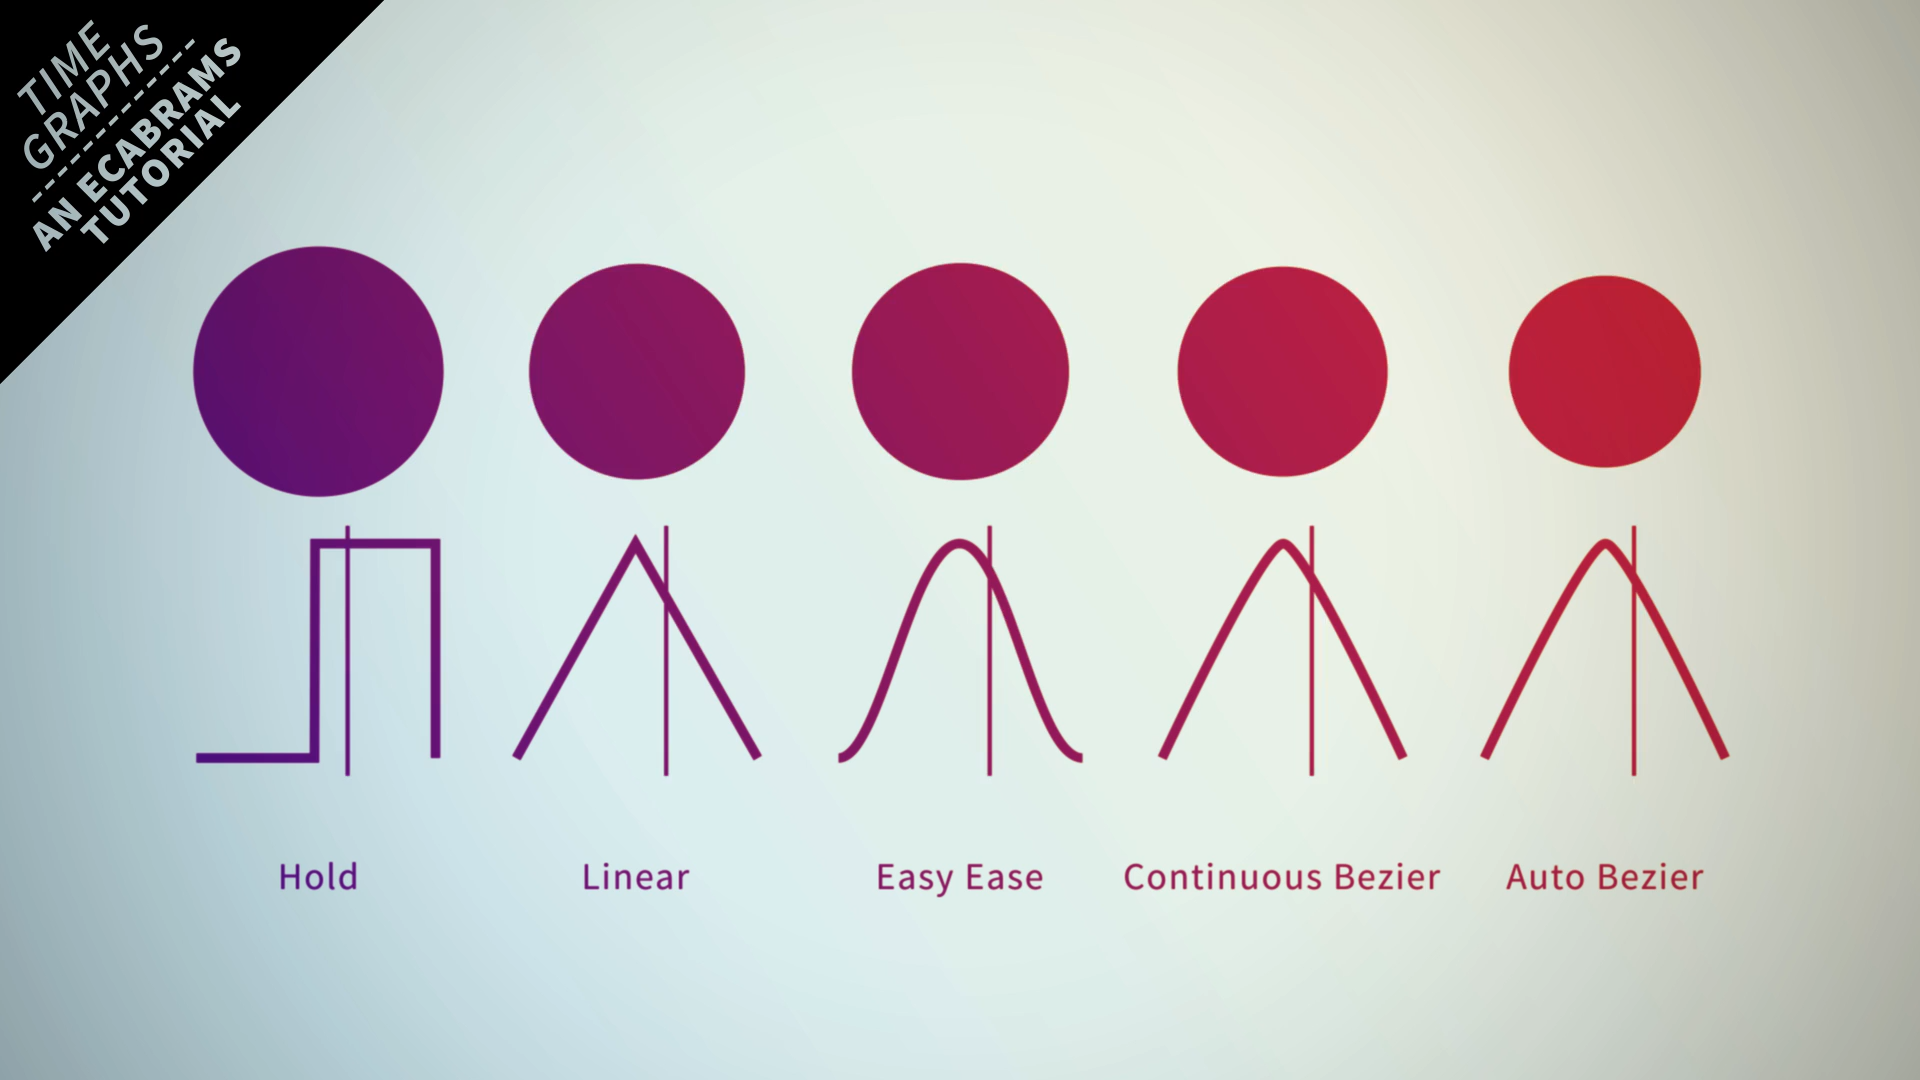 TIME
GRAPHS
AN ECABRAMS
TUTORIAL
Hold
Linear
Easy Ease
Continuous Bezier
Auto Bezier